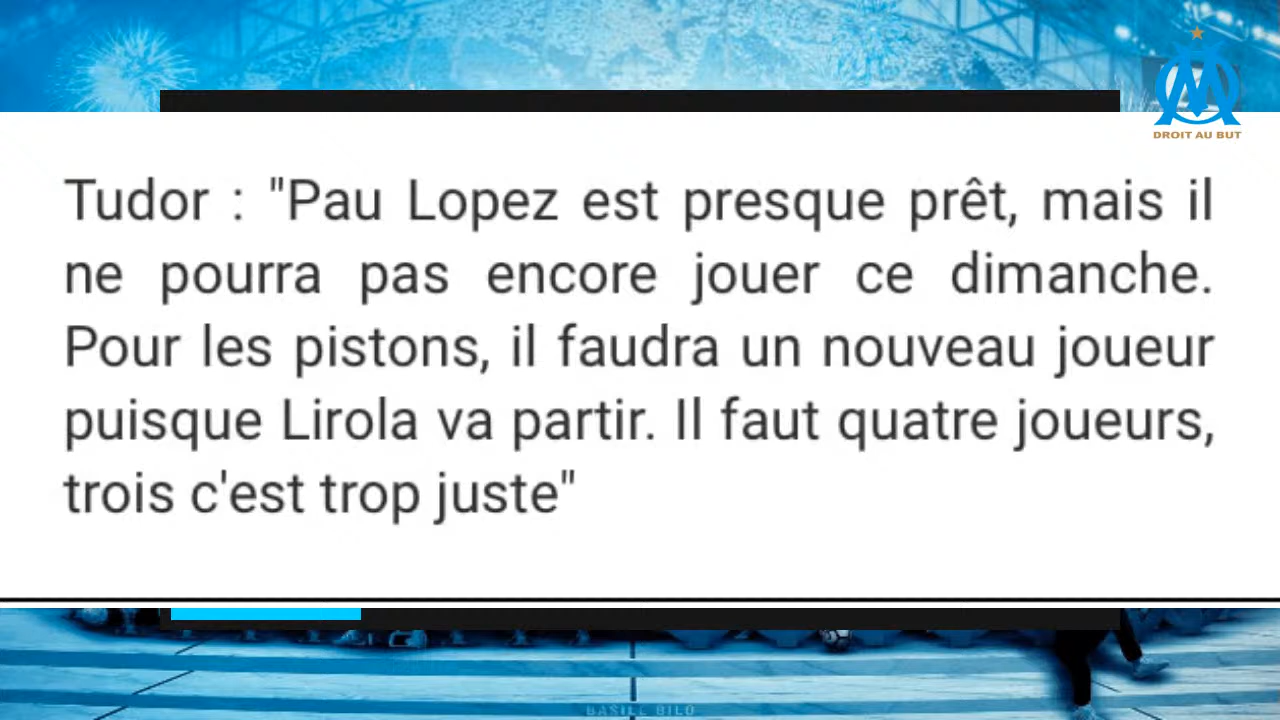 DROIT AU BUT
Tudor : "Pau Lopez est presque prêt, mais il
ne pourra pas encore jouer ce dimanche.
Pour les pistons, il faudra un nouveau joueur
puisque Lirola va partir. Il faut quatre joueurs,
trois c'est trop juste"
BASILE BILO